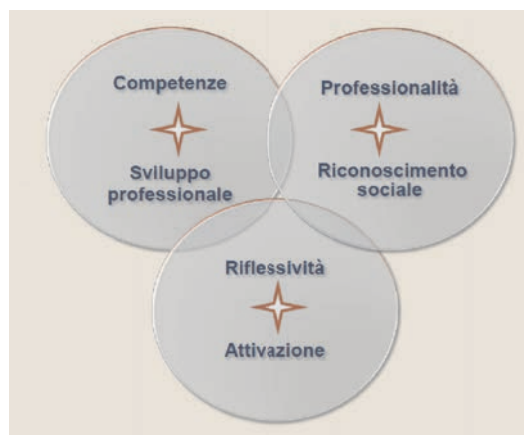 Competenze
Sviluppo
professionale
Professionalità
Riconoscimento
sociale
Riflessività
Attivazione